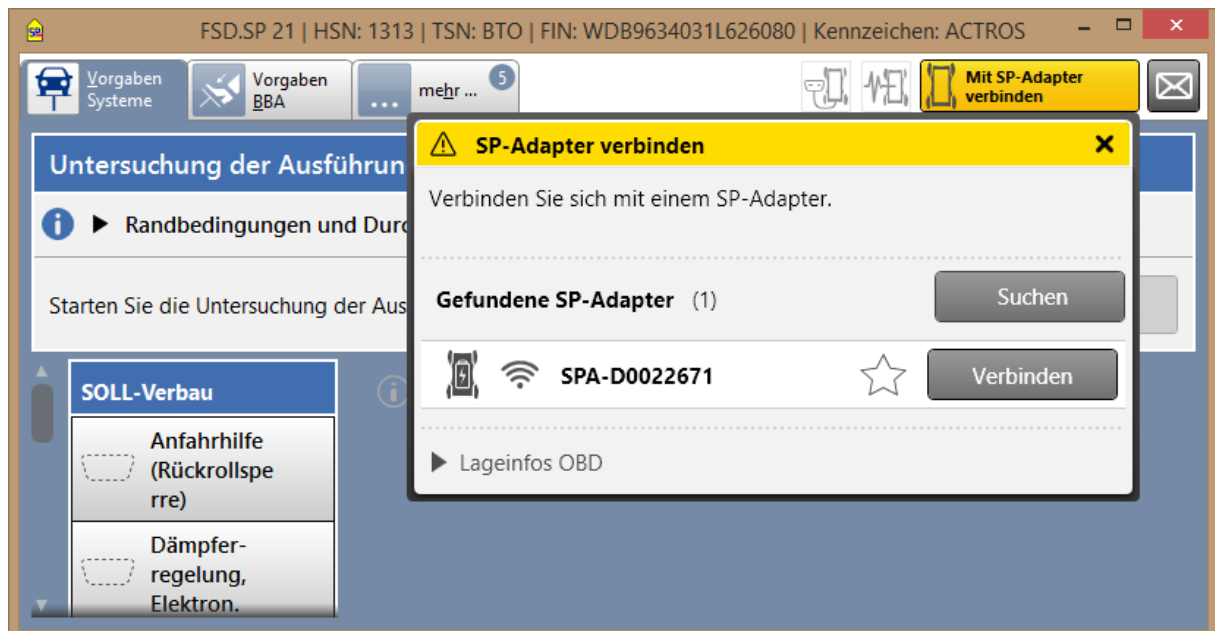 SP
FSD.SP 21 | HSN: 1313 | TSN: BTO | FIN: WDB9634031L626080 | Kennzeichen: ACTROS
Vorgaben
Systeme
Vorgaben
BBA
mehr ...
5
Mit SP-Adapter
verbinden
SP-Adapter verbinden
Untersuchung der Ausführun
Verbinden Sie sich mit einem SP-Adapter.
Randbedingungen und Durc
Gefundene SP-Adapter (1)
Suchen
Starten Sie die Untersuchung der Aus
SPA-D0022671
Verbinden
SOLL-Verbau
Anfahrhilfe
(Rückrollspe
rre)
Lageinfos OBD
Dämpfer-
regelung,
Elektron.